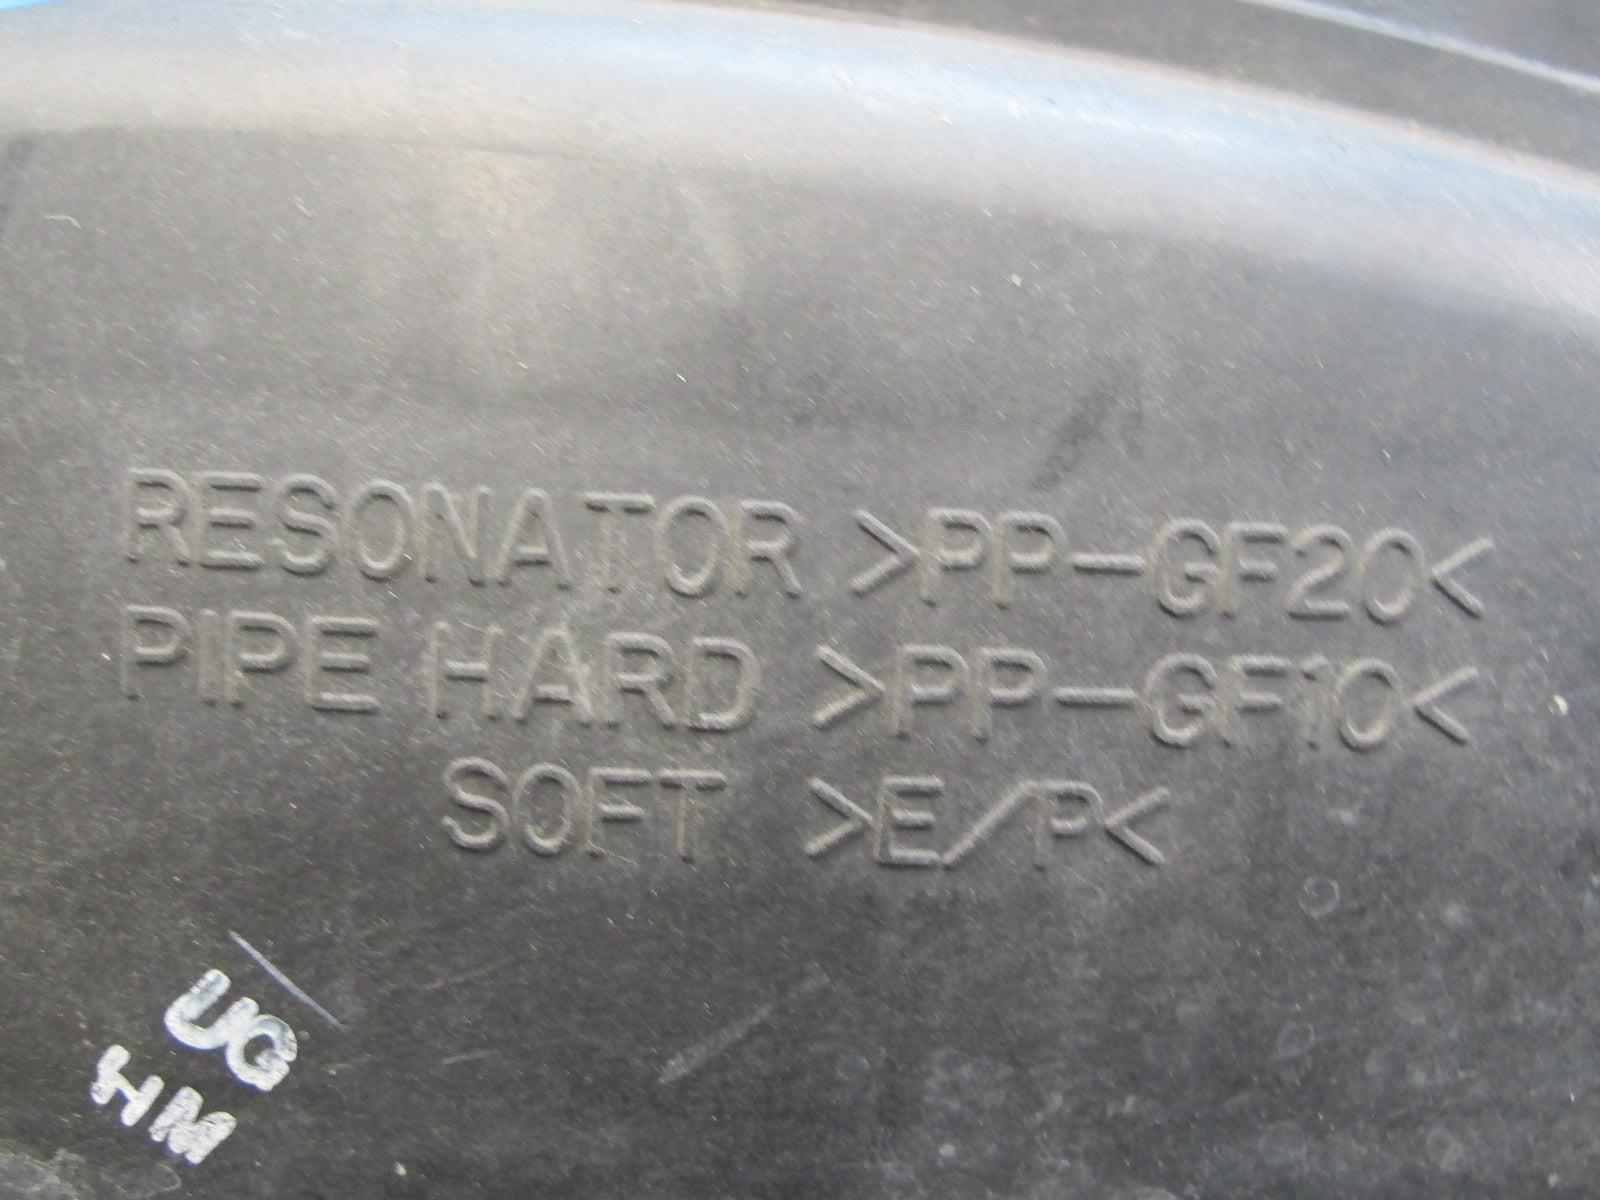 RESONATOR >PP-GF20<
PIPE HARD >PP-GF10<
SOFT >E/P<
UG
HM